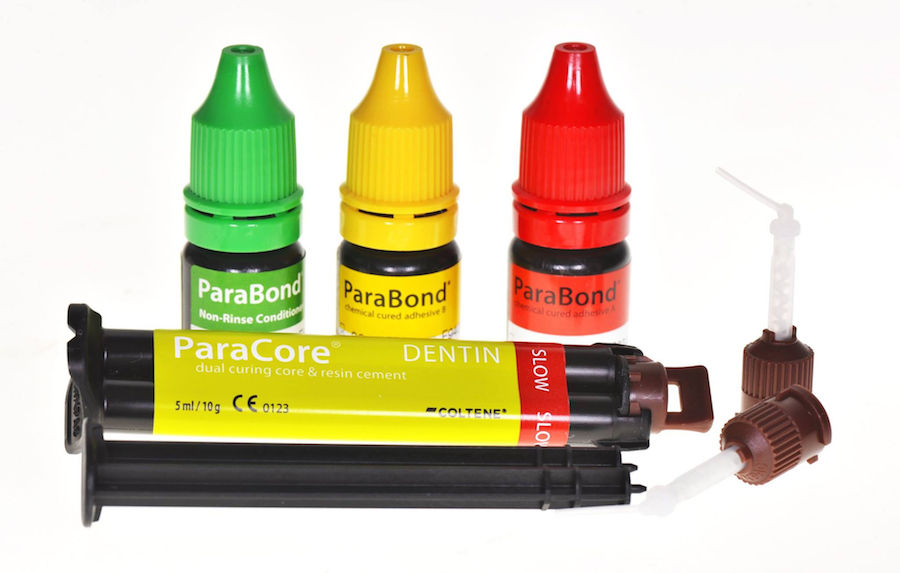 ParaBond®
Non-Rinse Conditioner
ParaBond®
chemical cured adhesive B
ParaBond®
chemical cured adhesive
ParaCore® DENTIN
dual curing core & resin cement
5 ml / 10 g CE 0123
COLTENE®
SLOW
SLOW